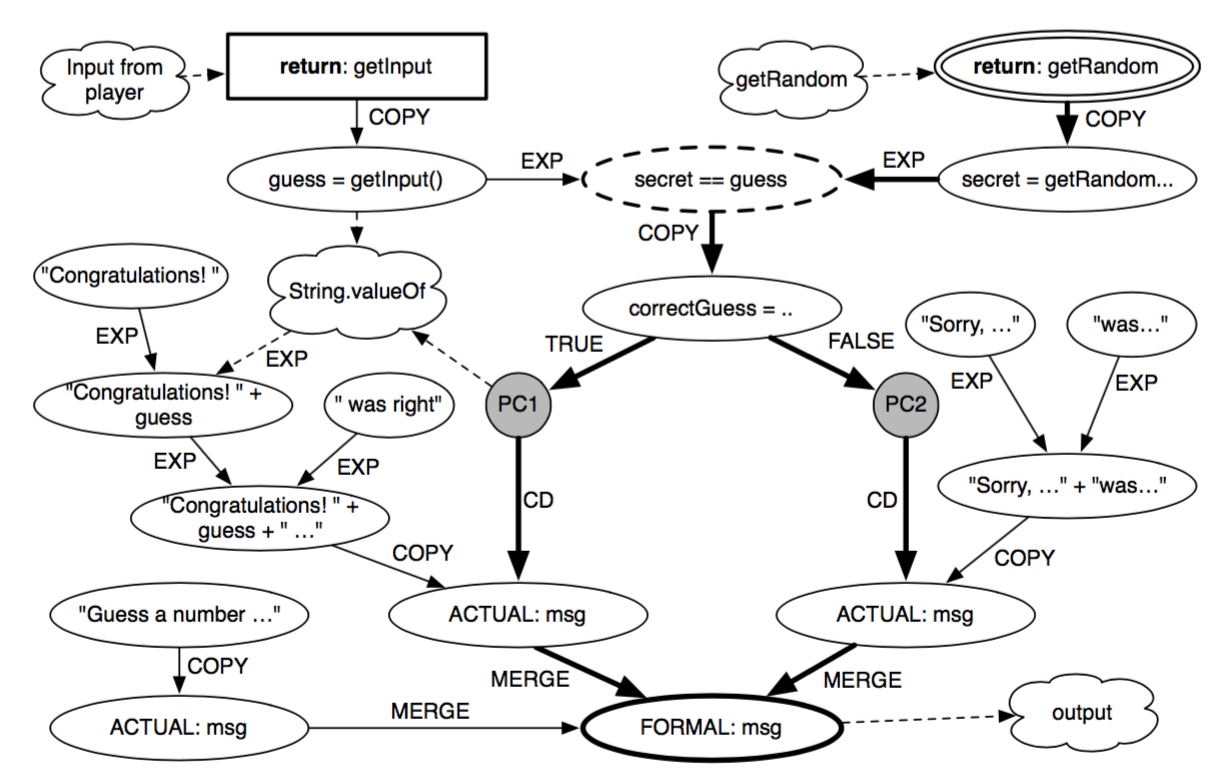 Input from
player
return: getInput
getRandom
return: getRandom
COPY
COPY
guess = getInput()
EXP
secret == guess
EXP
secret = getRandom...
COPY
"Congratulations! "
String.valueOf
correctGuess = ..
"Sorry, …"
"was…"
EXP
EXP
TRUE
FALSE
EXP
EXP
"Congratulations! " +
guess
" was right"
PC1
PC2
EXP
EXP
"Congratulations! " +
guess + " …"
CD
CD
"Sorry, …" + "was…"
COPY
COPY
"Guess a number …"
ACTUAL: msg
ACTUAL: msg
COPY
MERGE
MERGE
ACTUAL: msg
MERGE
FORMAL: msg
output